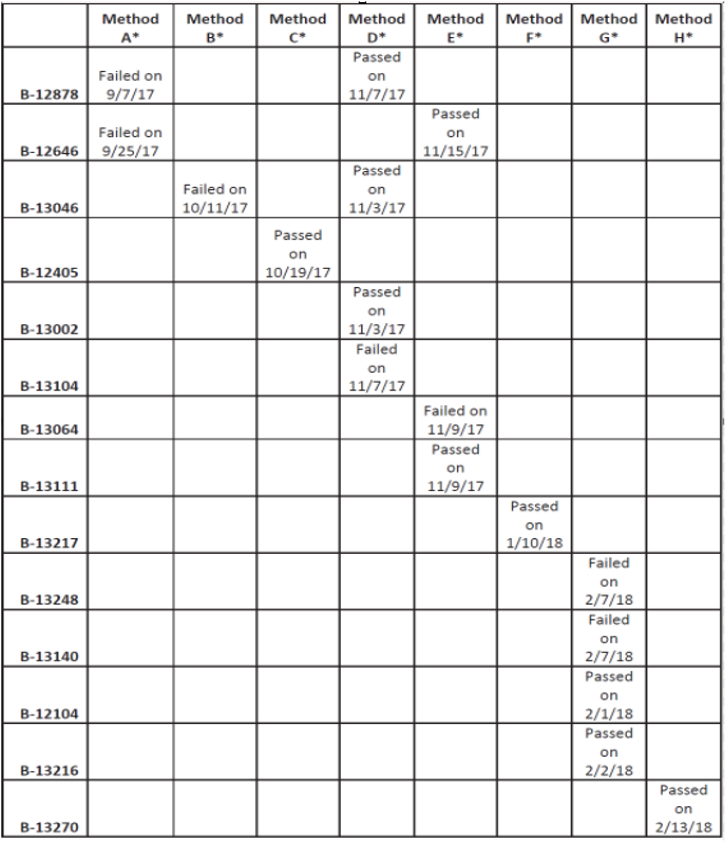 Method A* Method B* Method C* Method D* Method E* Method F* Method G* Method H*
B-12878 Failed on 9/7/17 Passed on 11/7/17
B-12646 Failed on 9/25/17 Passed on 11/15/17
B-13046 Failed on 10/11/17 Passed on 11/3/17
B-12405 Passed on 10/19/17
B-13002 Passed on 11/3/17
B-13104 Failed on 11/7/17
B-13064 Failed on 11/9/17
B-13111 Passed on 11/9/17
B-13217 Passed on 1/10/18
B-13248 Failed on 2/7/18
B-13140 Failed on 2/7/18
B-12104 Passed on 2/1/18
B-13216 Passed on 2/2/18
B-13270 Passed on 2/13/18